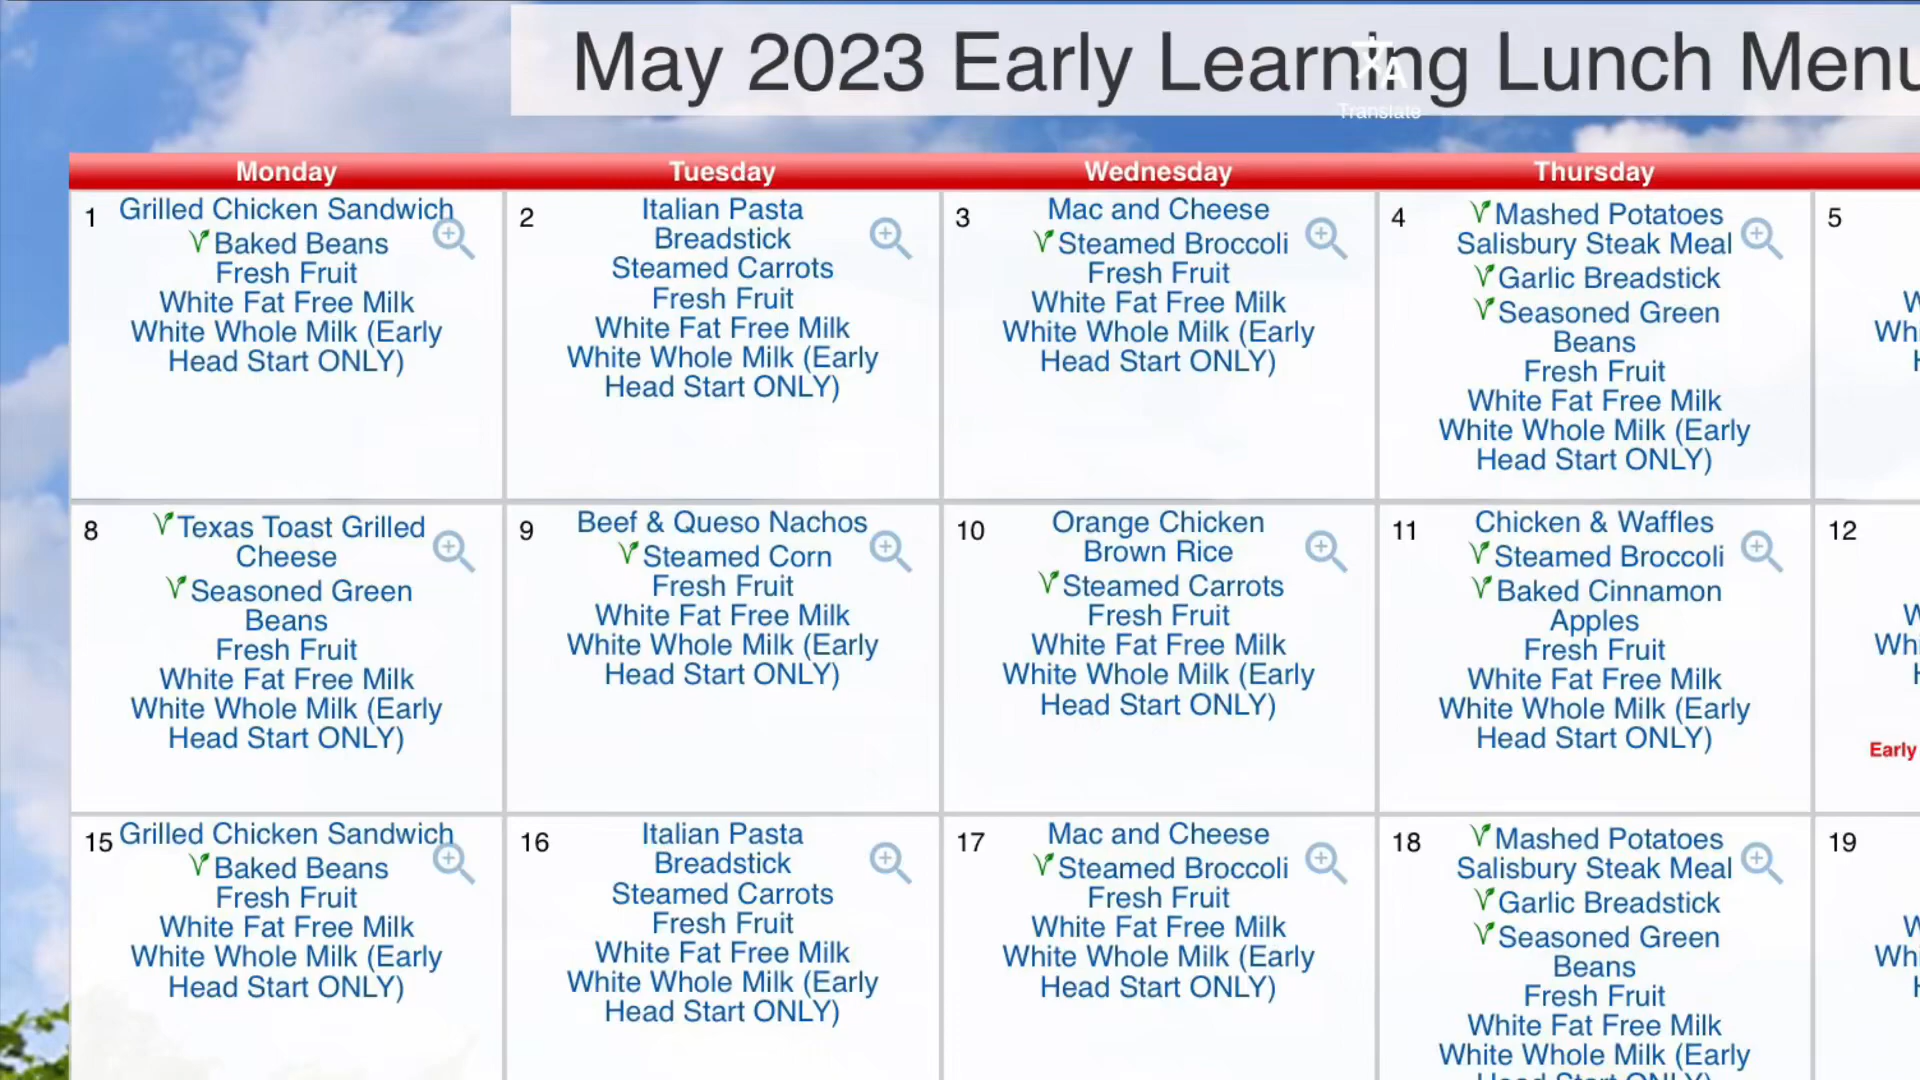 May 2023 Early Learning Lunch Menu
Translate
Monday
Tuesday
Wednesday
Thursday
1
Grilled Chicken Sandwich
Baked Beans
Fresh Fruit
White Fat Free Milk
White Whole Milk (Early
Head Start ONLY)
2
Italian Pasta
Breadstick
Steamed Carrots
Fresh Fruit
White Fat Free Milk
White Whole Milk (Early
Head Start ONLY)
3
Mac and Cheese
Steamed Broccoli
Fresh Fruit
White Fat Free Milk
White Whole Milk (Early
Head Start ONLY)
4
Mashed Potatoes
Salisbury Steak Meal
Garlic Breadstick
Seasoned Green
Beans
Fresh Fruit
White Fat Free Milk
White Whole Milk (Early
Head Start ONLY)
5
8
Texas Toast Grilled
Cheese
Seasoned Green
Beans
Fresh Fruit
White Fat Free Milk
White Whole Milk (Early
Head Start ONLY)
9
Beef & Queso Nachos
Steamed Corn
Fresh Fruit
White Fat Free Milk
White Whole Milk (Early
Head Start ONLY)
10
Orange Chicken
Brown Rice
Steamed Carrots
Fresh Fruit
White Fat Free Milk
White Whole Milk (Early
Head Start ONLY)
11
Chicken & Waffles
Steamed Broccoli
Baked Cinnamon
Apples
Fresh Fruit
White Fat Free Milk
White Whole Milk (Early
Head Start ONLY)
12
Early
15
Grilled Chicken Sandwich
Baked Beans
Fresh Fruit
White Fat Free Milk
White Whole Milk (Early
Head Start ONLY)
16
Italian Pasta
Breadstick
Steamed Carrots
Fresh Fruit
White Fat Free Milk
White Whole Milk (Early
Head Start ONLY)
17
Mac and Cheese
Steamed Broccoli
Fresh Fruit
White Fat Free Milk
White Whole Milk (Early
Head Start ONLY)
18
Mashed Potatoes
Salisbury Steak Meal
Garlic Breadstick
Seasoned Green
Beans
Fresh Fruit
White Fat Free Milk
White Whole Milk (Early
19